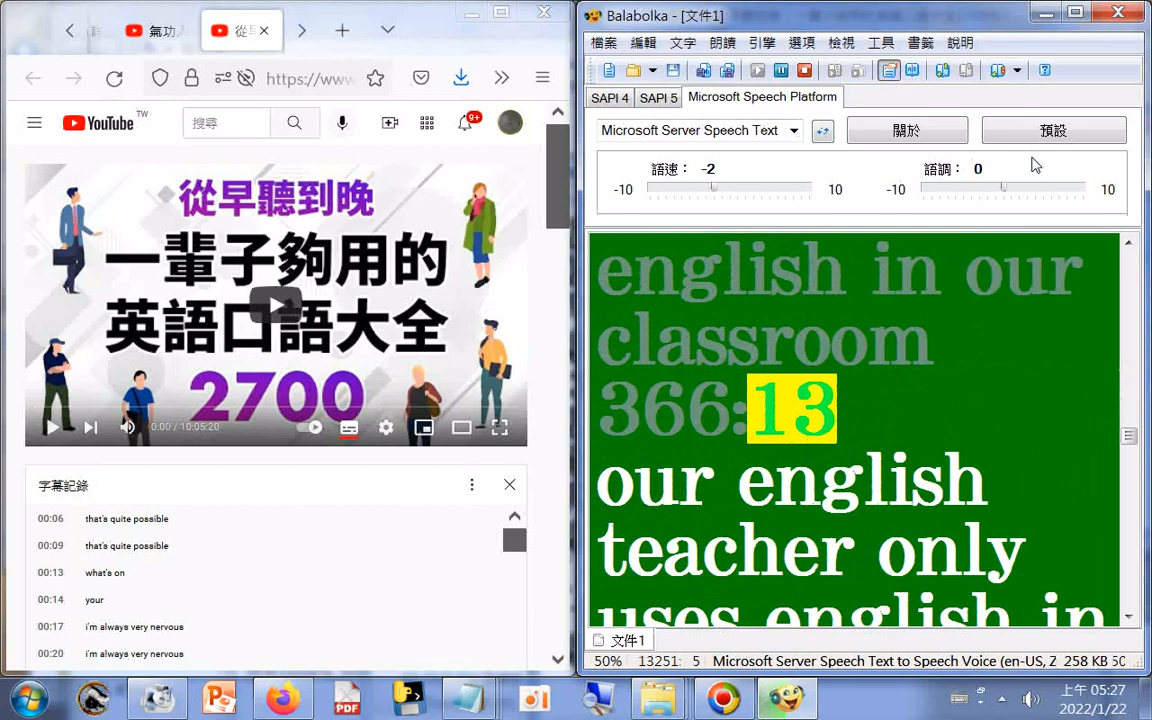 氣功
從
https://www
YouTube TW
搜尋
9+
從早聽到晚
一輩子夠用的
英語口語大全
2700
0:00 / 10:05:20
字幕記錄
00:06 that's quite possible
00:09 that's quite possible
00:13 what's on
00:14 your
00:17 i'm always very nervous
00:20 i'm always very nervous
Balabolka - [文件1]
檔案 編輯 文字 朗讀 引擎 選項 檢視 工具 書籤 說明
SAPI 4 SAPI 5 Microsoft Speech Platform
Microsoft Server Speech Text 關於 預設
語速： -2 語調： 0
-10 10 -10 10
english in our
classroom
366:13
our english
teacher only
uses english in
文件1
50% 13251: 5 Microsoft Server Speech Text to Speech Voice (en-US, Z 258 KB
上午 05:27
2022/1/22